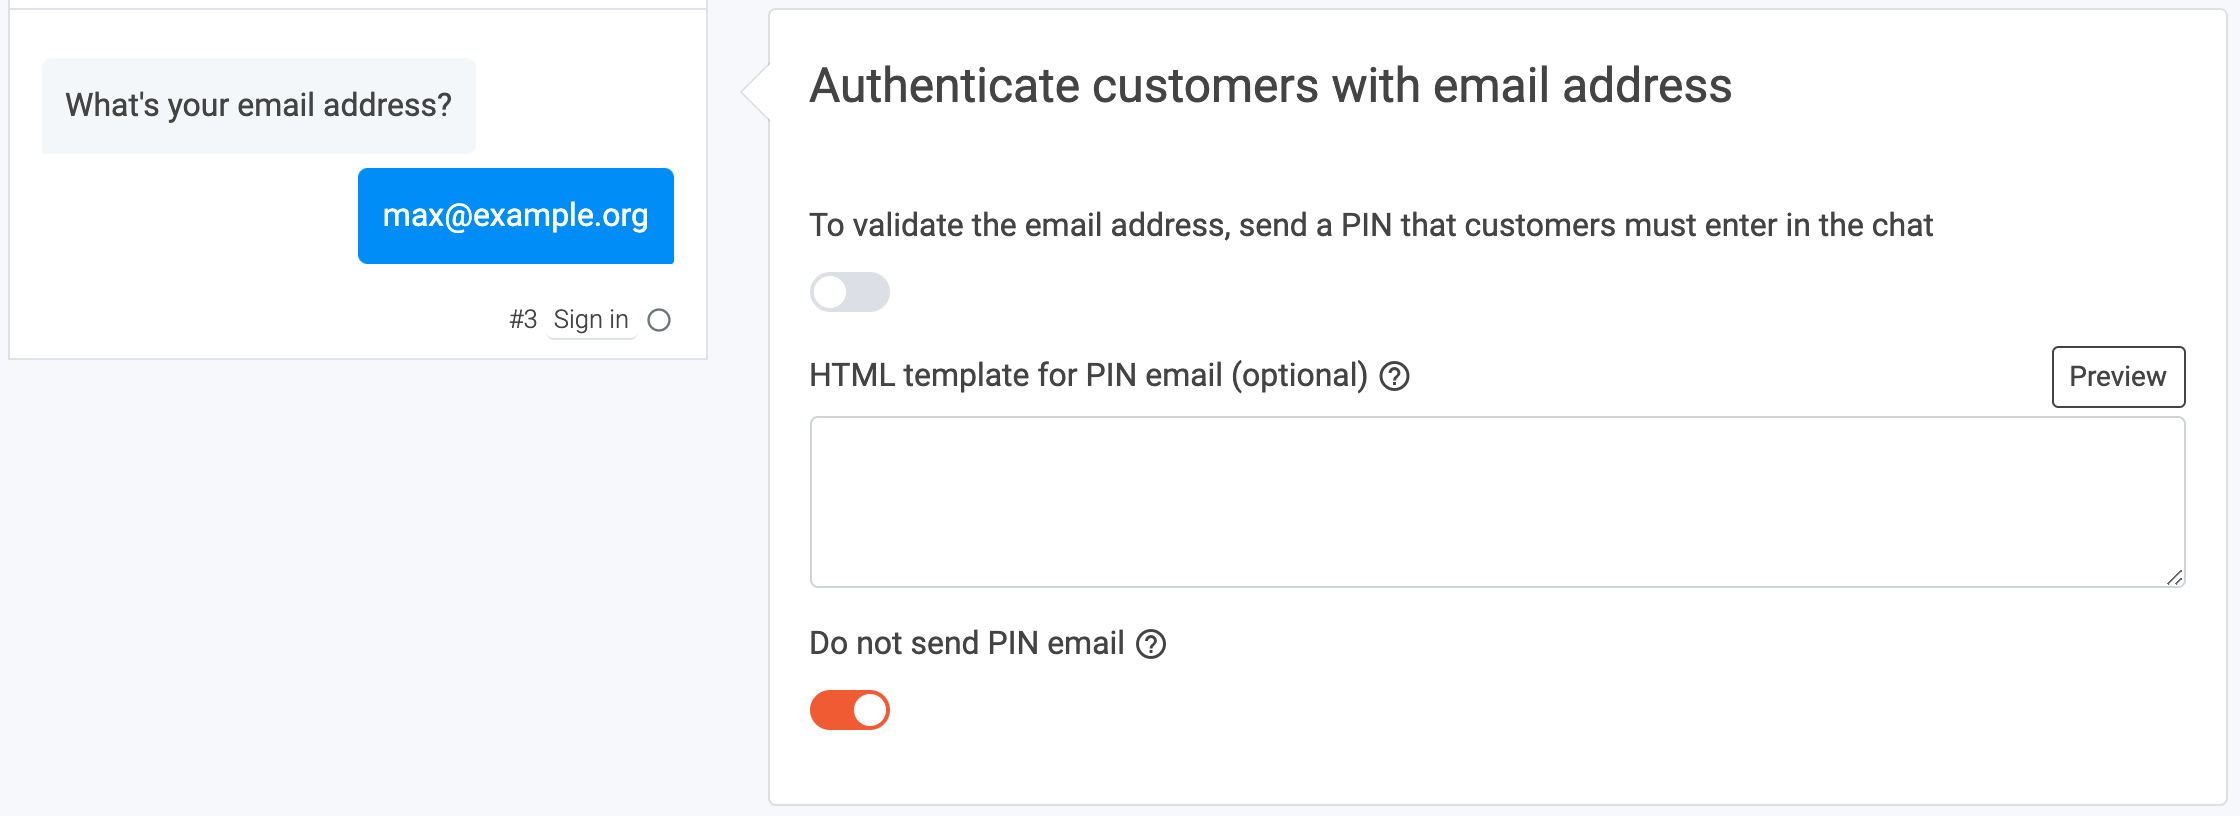 What's your email address?
max@example.org
#3 Sign in
Authenticate customers with email address
To validate the email address, send a PIN that customers must enter in the chat
HTML template for PIN email (optional)
Preview
Do not send PIN email